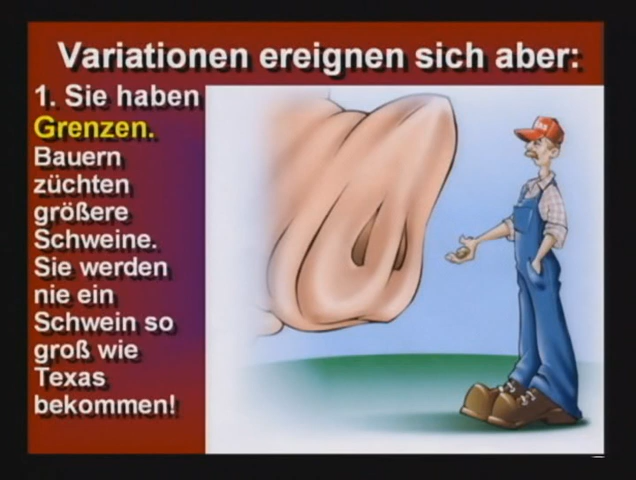 Variationen ereignen sich aber:
1. Sie haben
Grenzen.
Bauern
züchten
größere
Schweine.
Sie werden
nie ein
Schwein so
groß wie
Texas
bekommen!